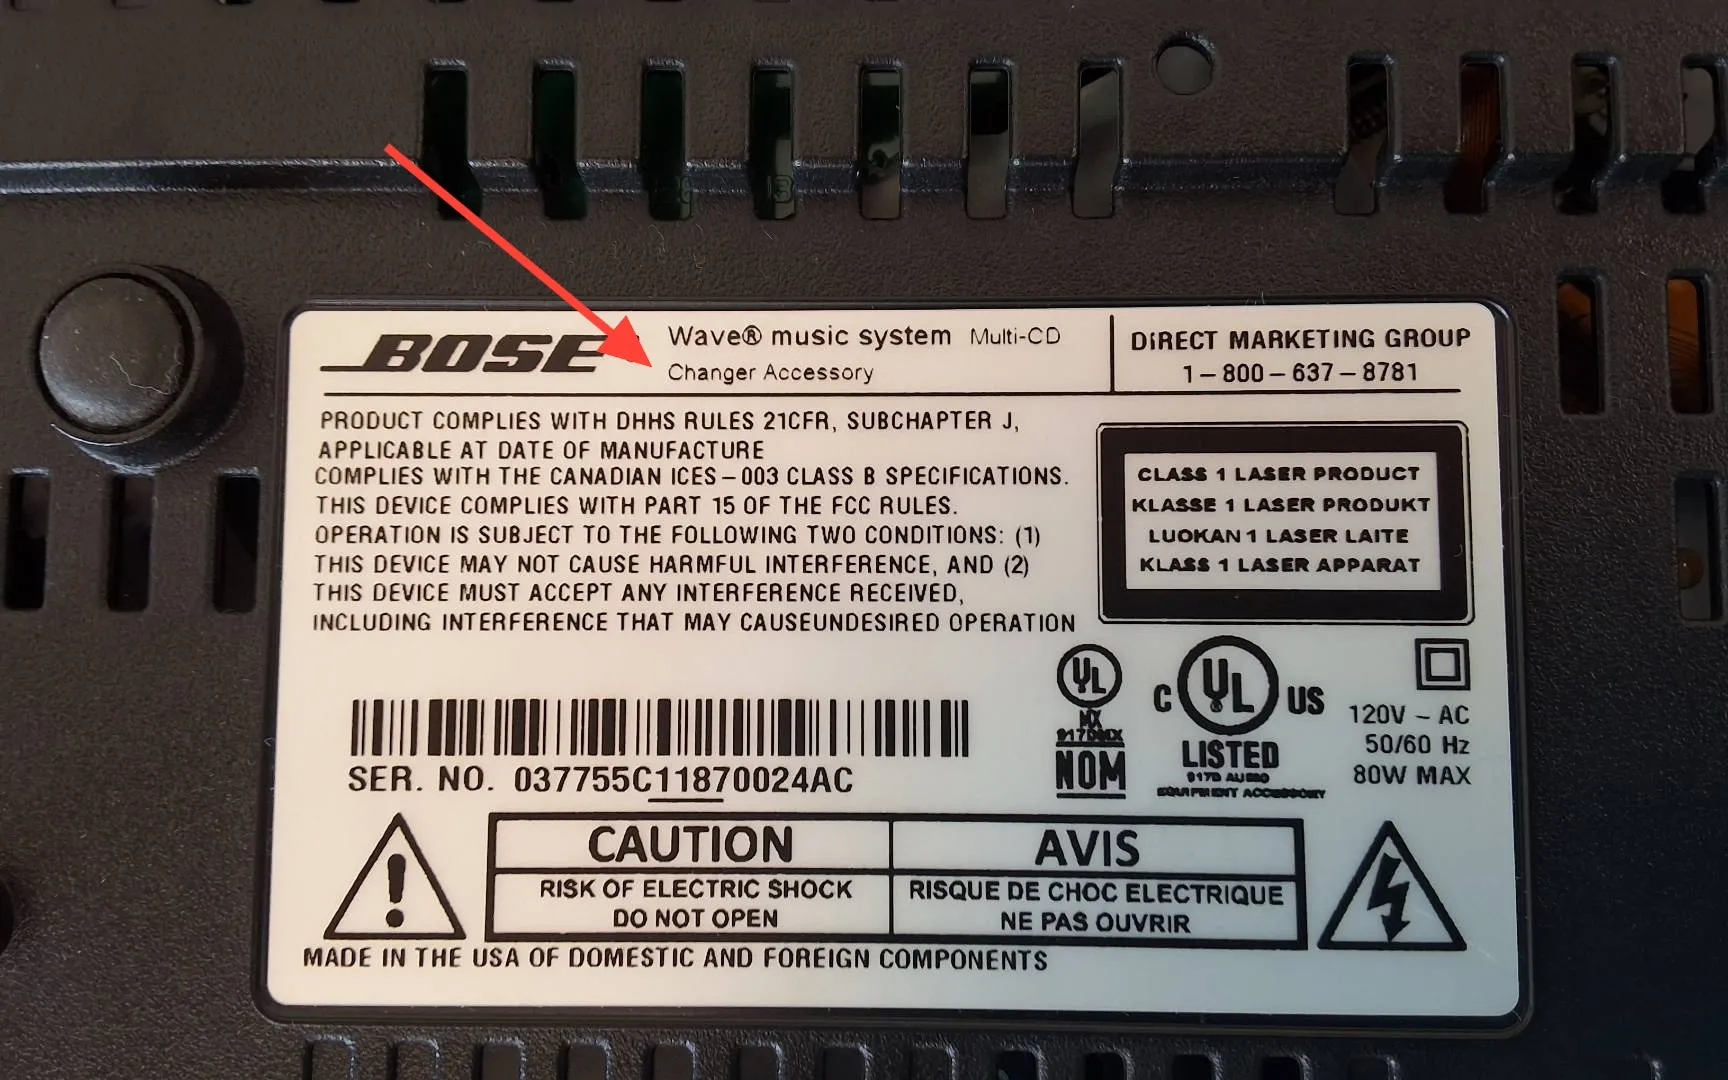 BOSE Wave® music system Multi-CD
Changer Accessory
DIRECT MARKETING GROUP
1-800-637-8781
PRODUCT COMPLIES WITH DHHS RULES 21CFR, SUBCHAPTER J,
APPLICABLE AT DATE OF MANUFACTURE
COMPLIES WITH THE CANADIAN ICES-003 CLASS B SPECIFICATIONS.
THIS DEVICE COMPLIES WITH PART 15 OF THE FCC RULES.
OPERATION IS SUBJECT TO THE FOLLOWING TWO CONDITIONS: (1)
THIS DEVICE MAY NOT CAUSE HARMFUL INTERFERENCE, AND (2)
THIS DEVICE MUST ACCEPT ANY INTERFERENCE RECEIVED,
INCLUDING INTERFERENCE THAT MAY CAUSEUNDESIRED OPERATION
CLASS 1 LASER PRODUCT
KLASSE 1 LASER PRODUKT
LUOKAN 1 LASER LAITE
KLASS 1 LASER APPARAT
SER. NO. 037755C11870024AC
UL
MX
917DMX
NOM
C UL US
LISTED
917D AUDIO
EQUIPMENT ACCESSORY
120V ~ AC
50/60 Hz
80W MAX
CAUTION
RISK OF ELECTRIC SHOCK
DO NOT OPEN
AVIS
RISQUE DE CHOC ELECTRIQUE
NE PAS OUVRIR
MADE IN THE USA OF DOMESTIC AND FOREIGN COMPONENTS